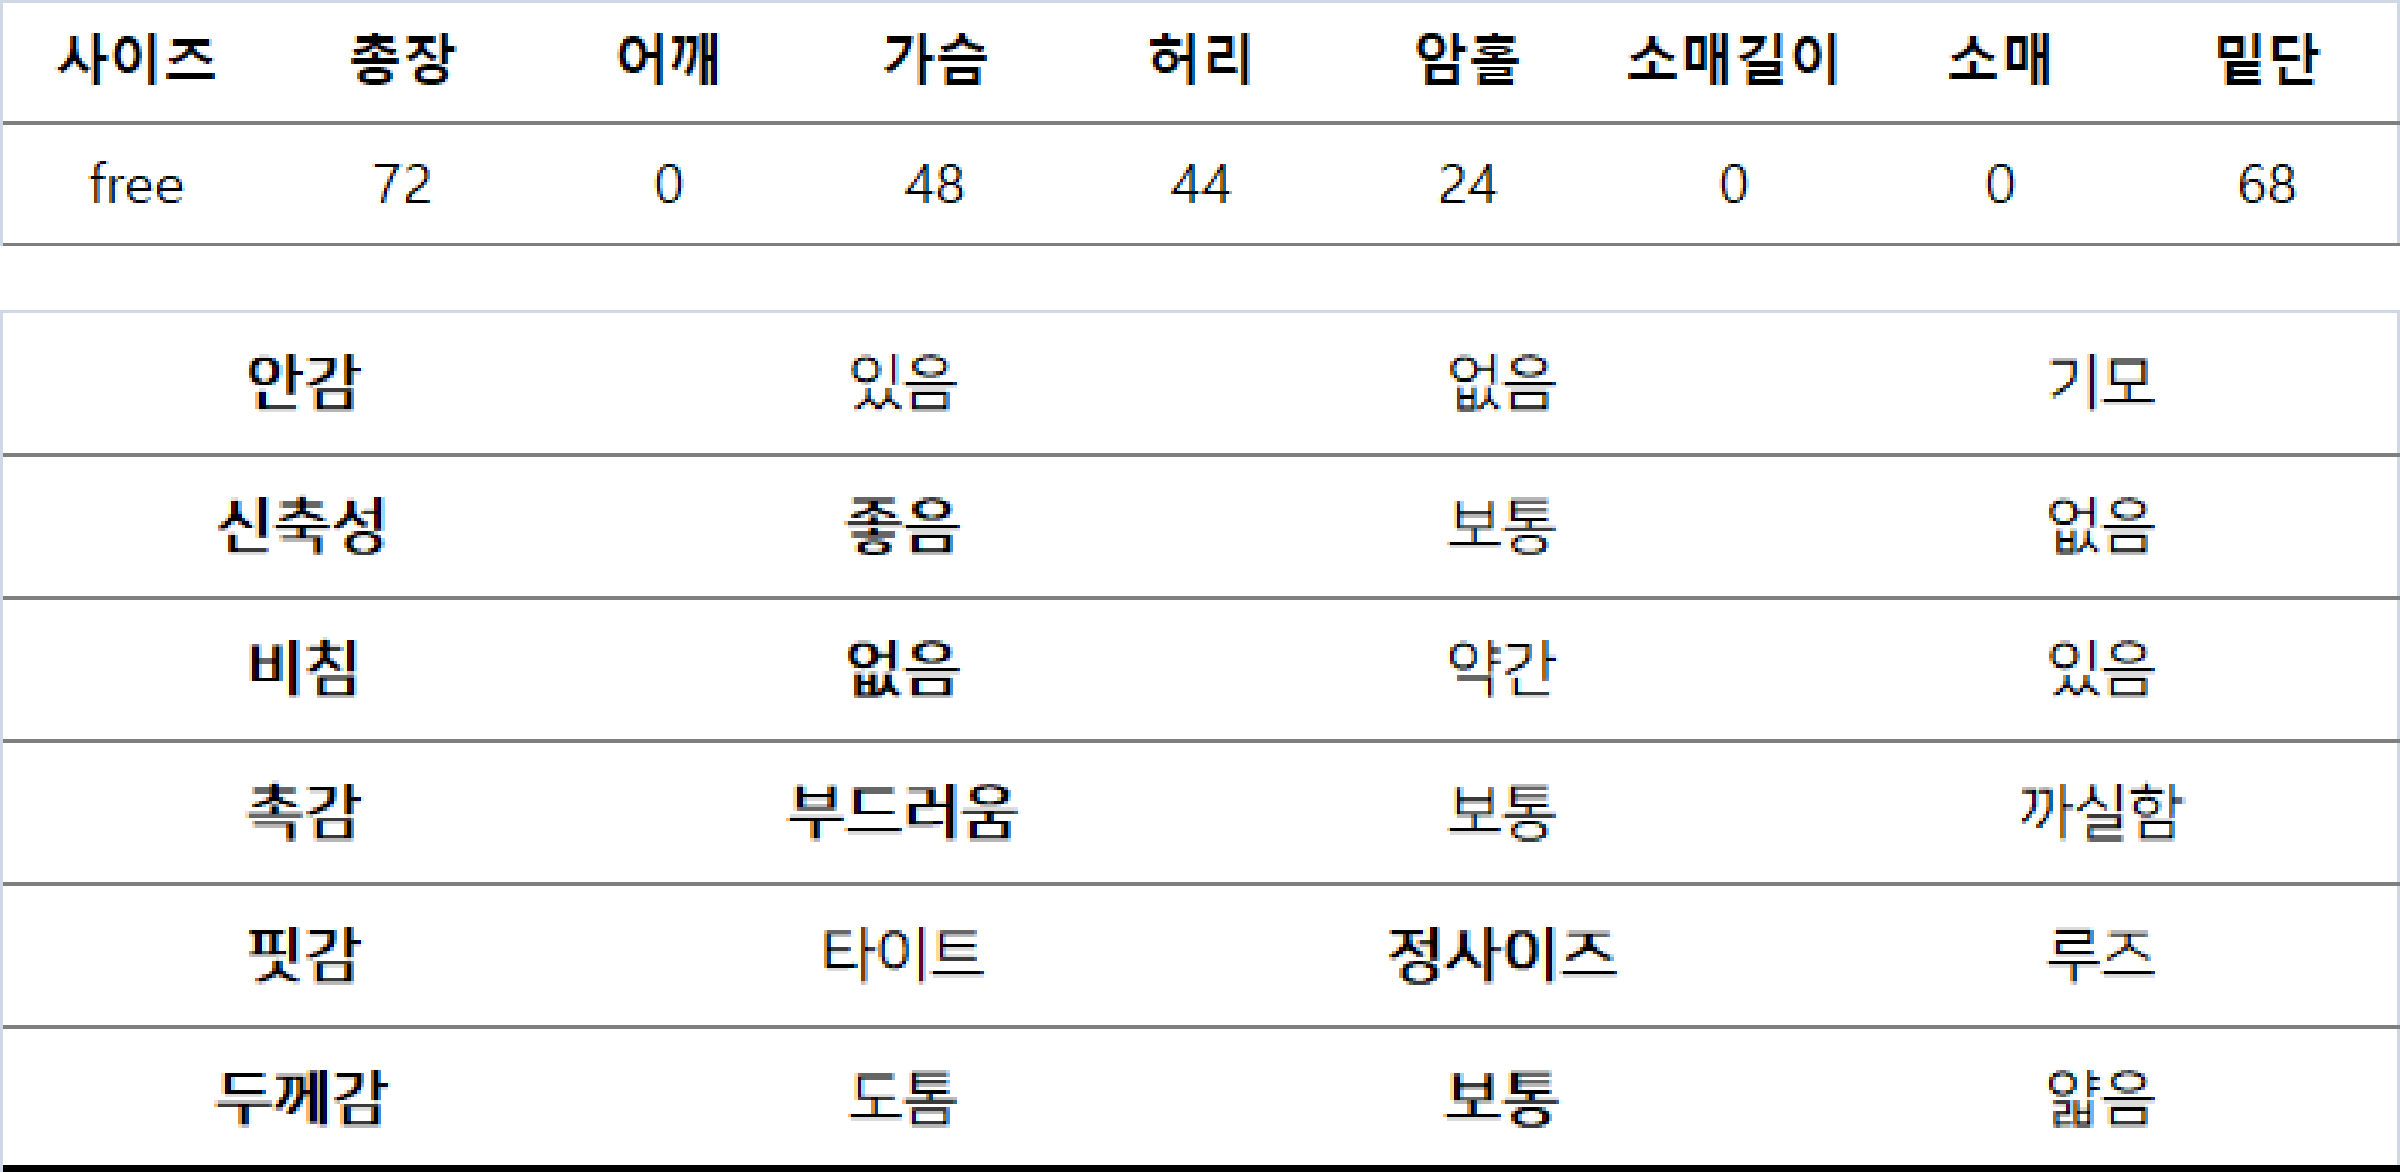 사이즈 총장 어깨 가슴 허리 암홀 소매길이 소매 밑단
free 72 0 48 44 24 0 0 68
안감 있음 없음 기모
신축성 좋음 보통 없음
비침 없음 약간 있음
촉감 부드러움 보통 까실함
핏감 타이트 정사이즈 루즈
두께감 도톰 보통 얇음